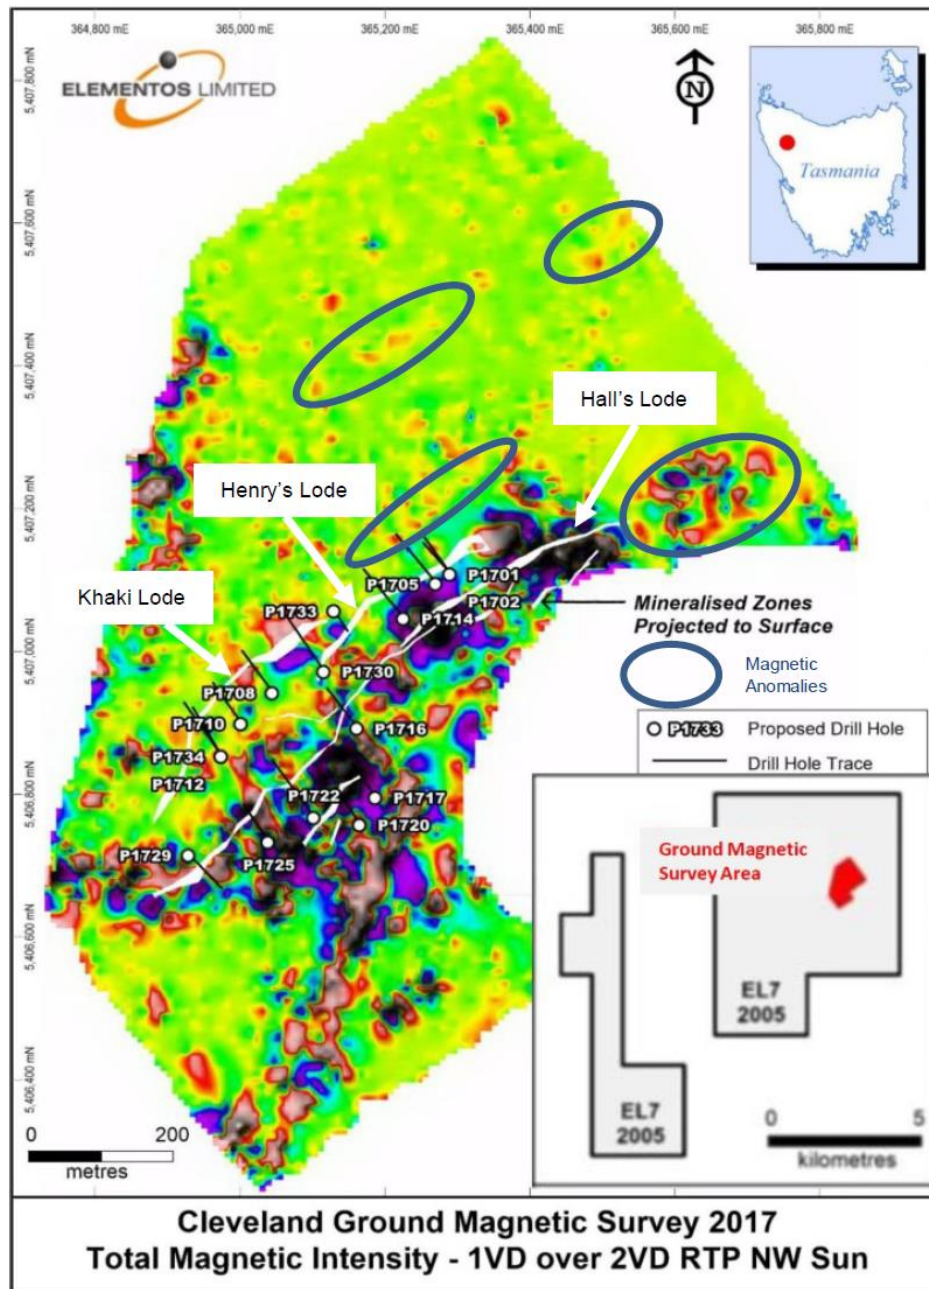 364,800 mE
365,000 mE
365,200 mE
365,400 mE
365,600 mE
365,800 mE
5,407,800 mN
ELEMENTOS LIMITED
N
Tasmania
5,407,600 mN
5,407,400 mN
Hall's Lode
Henry's Lode
5,407,200 mN
Khaki Lode
P1705
P1701
P1702
P1733
P1714
Mineralised Zones
Projected to Surface
5,407,000 mN
P1730
Magnetic
Anomalies
P1708
P1710
P1716
P1733 Proposed Drill Hole
P1734
Drill Hole Trace
P1712
5,406,800 mN
P1722
P1717
P1720
P1729
P1725
Ground Magnetic
Survey Area
5,406,600 mN
EL7
2005
5,406,400 mN
EL7
2005
0 200
metres
0 5
kilometres
Cleveland Ground Magnetic Survey 2017
Total Magnetic Intensity - 1VD over 2VD RTP NW Sun